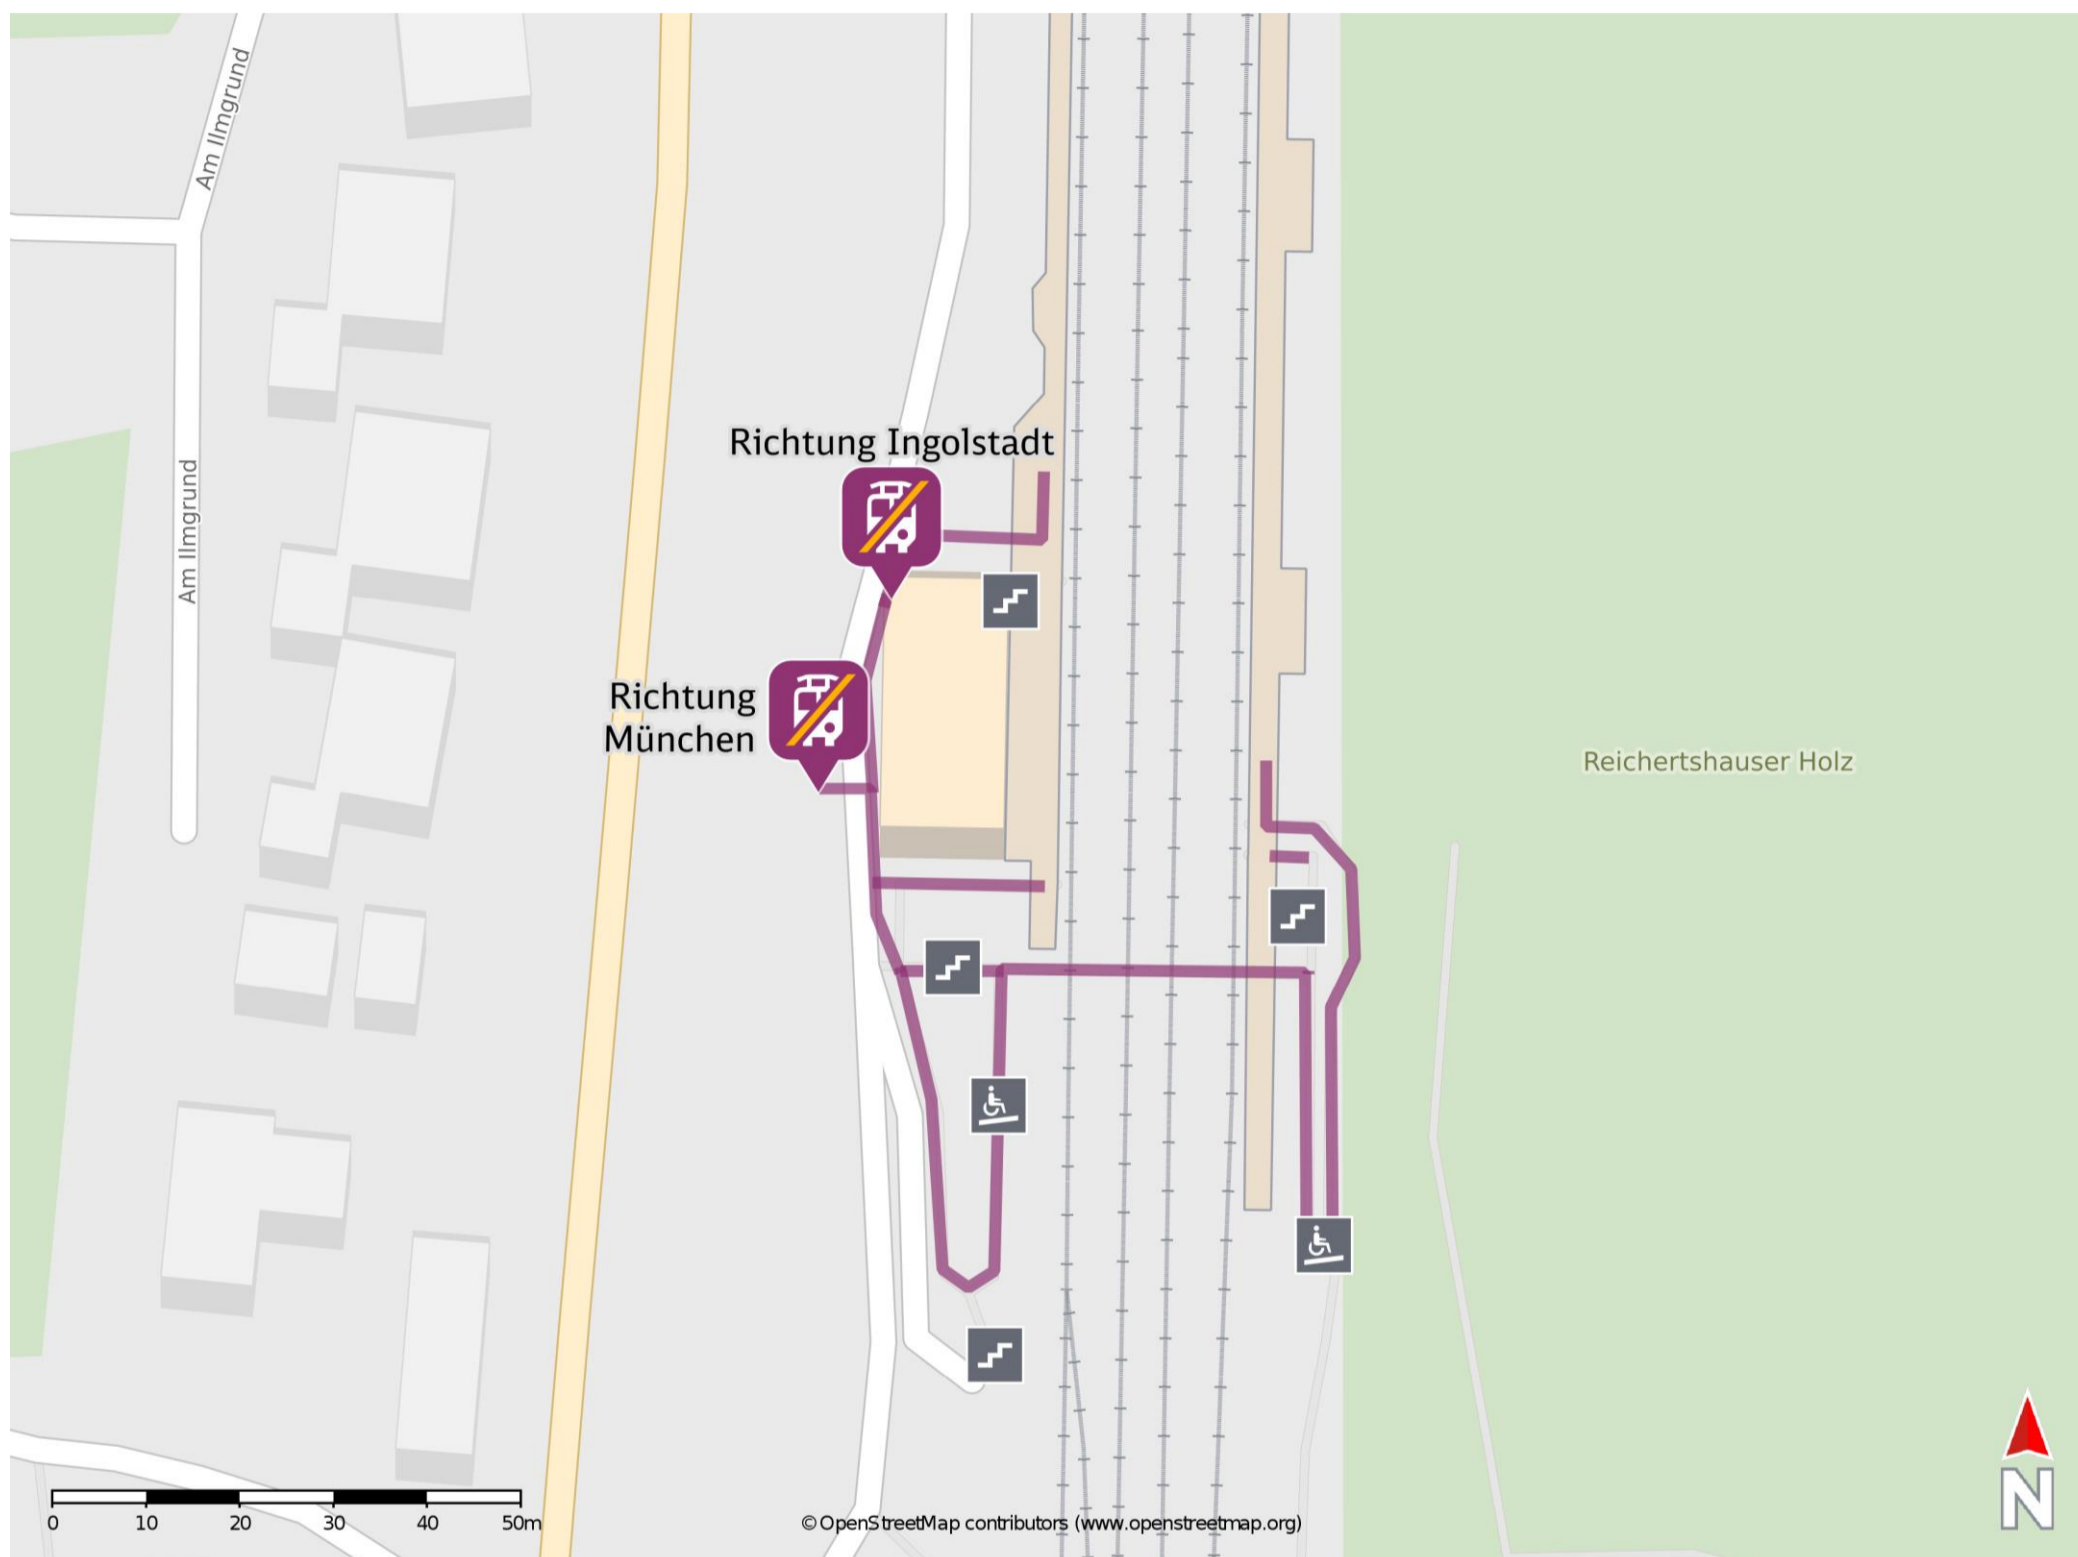 Am Ilmgrund
Richtung Ingolstadt
Am Ilmgrund
Richtung
München
Reichertshauser Holz
N
0 10 20 30 40 50m
©OpenStreetMap contributors (www.openstreetmap.org)